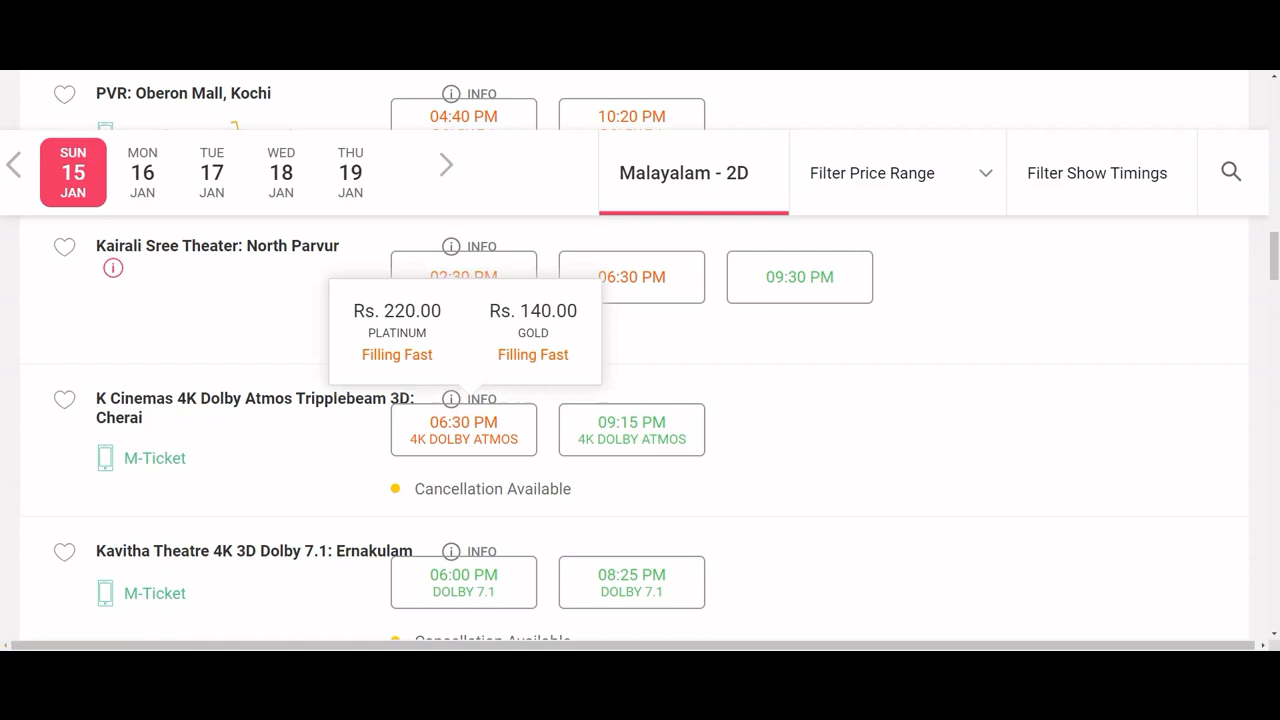 PVR: Oberon Mall, Kochi
INFO
04:40 PM
10:20 PM
SUN
15
JAN
MON
16
JAN
TUE
17
JAN
WED
18
JAN
THU
19
JAN
Malayalam - 2D
Filter Price Range
Filter Show Timings
Kairali Sree Theater: North Parvur
INFO
02:30 PM
06:30 PM
09:30 PM
Rs. 220.00
PLATINUM
Filling Fast
Rs. 140.00
GOLD
Filling Fast
K Cinemas 4K Dolby Atmos Tripplebeam 3D:
Cherai
INFO
M-Ticket
06:30 PM
4K DOLBY ATMOS
09:15 PM
4K DOLBY ATMOS
Cancellation Available
Kavitha Theatre 4K 3D Dolby 7.1: Ernakulam
INFO
M-Ticket
06:00 PM
DOLBY 7.1
08:25 PM
DOLBY 7.1
Cancellation Available